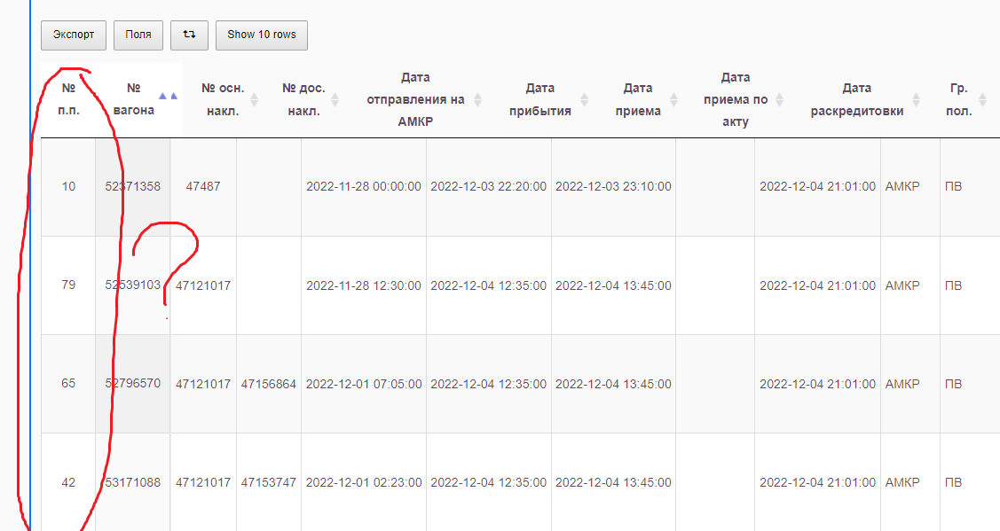 Экспорт Поля Show 10 rows
№ п.п. № вагона № осн. накл. № дос. накл. Дата отправления на АМКР Дата прибытия Дата приема Дата приема по акту Дата раскредитовки Гр. пол.
10 52371358 47487 2022-11-28 00:00:00 2022-12-03 22:20:00 2022-12-03 23:10:00 2022-12-04 21:01:00 АМКР ПВ
79 52539103 47121017 2022-11-28 12:30:00 2022-12-04 12:35:00 2022-12-04 13:45:00 2022-12-04 21:01:00 АМКР ПВ
?
65 52796570 47121017 47156864 2022-12-01 07:05:00 2022-12-04 12:35:00 2022-12-04 13:45:00 2022-12-04 21:01:00 АМКР ПВ
42 53171088 47121017 47153747 2022-12-01 02:23:00 2022-12-04 12:35:00 2022-12-04 13:45:00 2022-12-04 21:01:00 АМКР ПВ